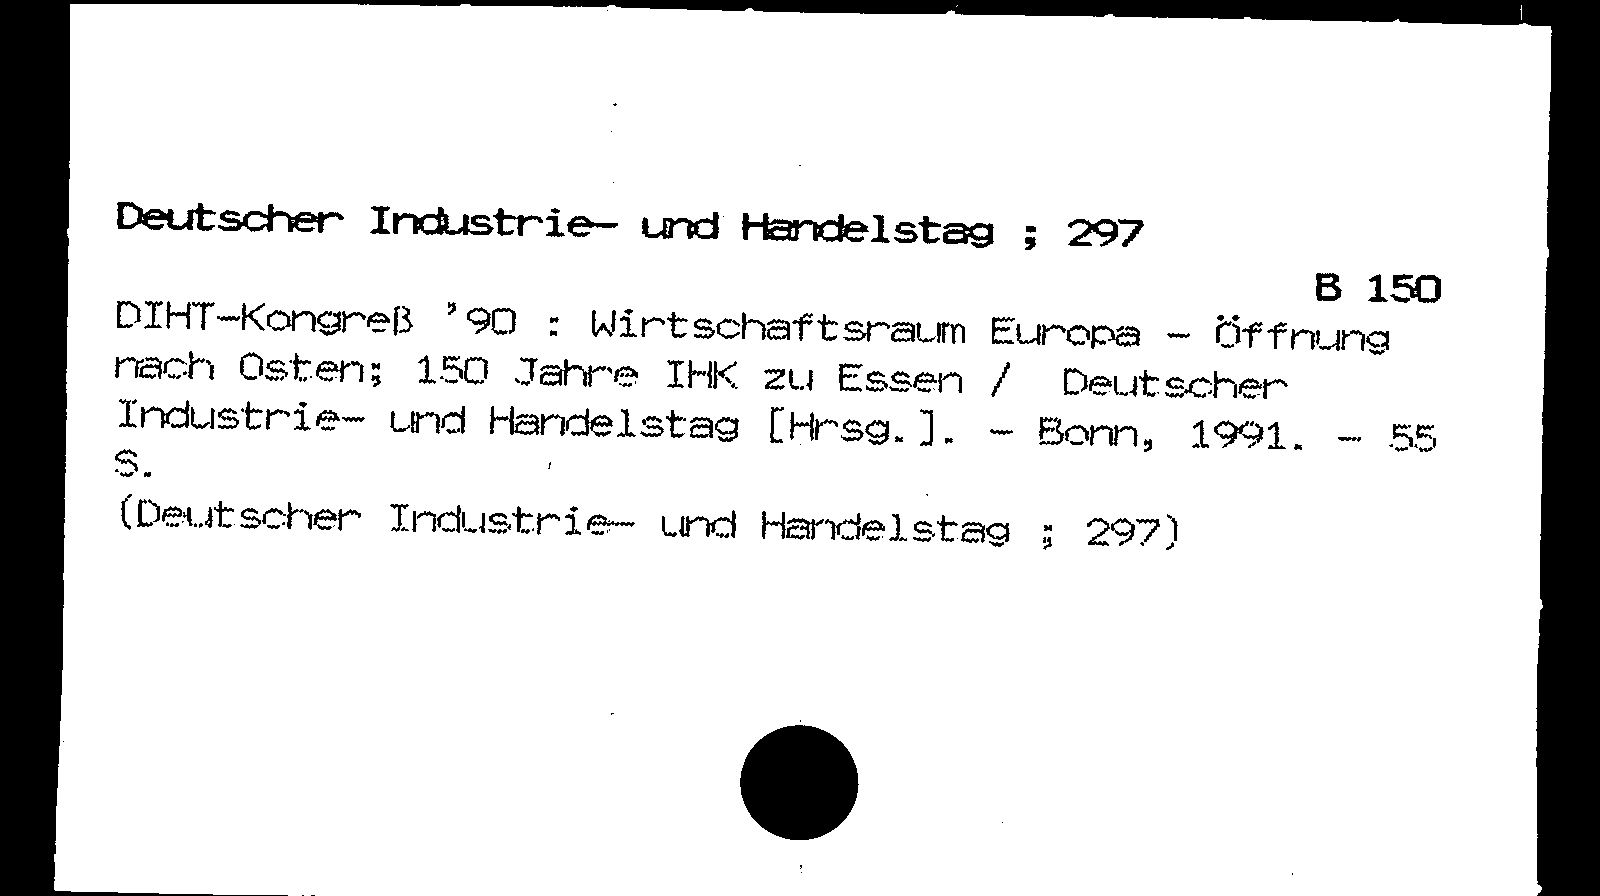 Deutscher Industrie- und Handelstag ; 297
B 150
DIHT-Kongreß '90 : Wirtschaftsraum Europa - Öffnung
nach Osten; 150 Jahre IHK zu Essen / Deutscher
Industrie- und Handelstag [Hrsg.]. - Bonn, 1991. - 55
S.
(Deutscher Industrie- und Handelstag ; 297)